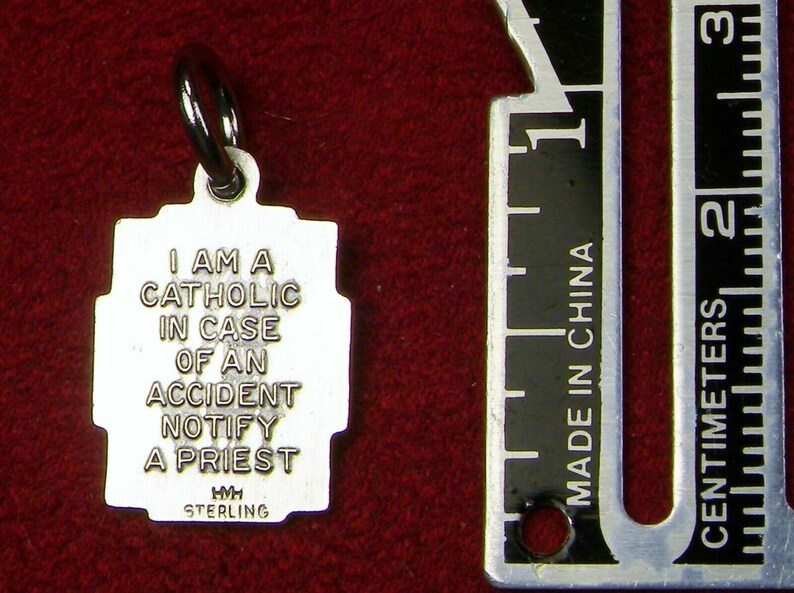 I AM A
CATHOLIC
IN CASE
OF AN
ACCIDENT
NOTIFY
A PRIEST
HMH
STERLING
1
MADE IN CHINA
3
2
CENTIMETERS